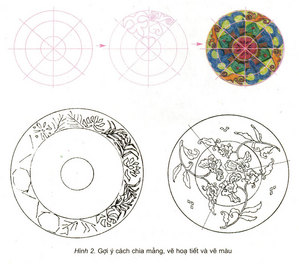 Hình 2. Gợi ý cách chia mảng, vẽ hoạ tiết và vẽ màu